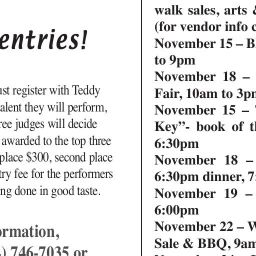 entries!
ust register with Teddy
alent they will perform,
ree judges will decide
awarded to the top three
place $300, second place
ry fee for the performers
ng done in good taste.
ormation,
) 746-7035 or
walk sales, arts &
(for vendor info c
November 15 – B
to 9pm
November 18 –
Fair, 10am to 3pm
November 15 –
Key”- book of th
6:30pm
November 18 –
6:30pm dinner, 7:
November 19 –
6:00pm
November 22 – W
Sale & BBQ, 9am